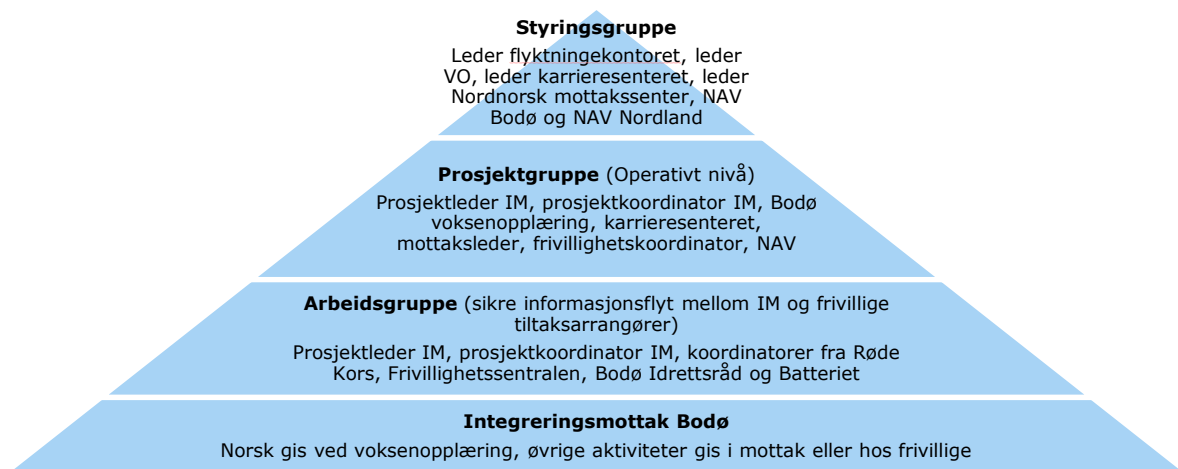 Styringsgruppe
Leder flyktningekontoret, leder
VO, leder karrieresenteret, leder
Nordnorsk mottakssenter, NAV
Bodø og NAV Nordland
Prosjektgruppe (Operativt nivå)
Prosjektleder IM, prosjektkoordinator IM, Bodø
voksenopplæring, karrieresenteret,
mottaksleder, frivillighetskoordinator, NAV
Arbeidsgruppe (sikre informasjonsflyt mellom IM og frivillige
tiltaksarrangører)
Prosjektleder IM, prosjektkoordinator IM, koordinatorer fra Røde
Kors, Frivillighetssentralen, Bodø Idrettsråd og Batteriet
Integreringsmottak Bodø
Norsk gis ved voksenopplæring, øvrige aktiviteter gis i mottak eller hos frivillige